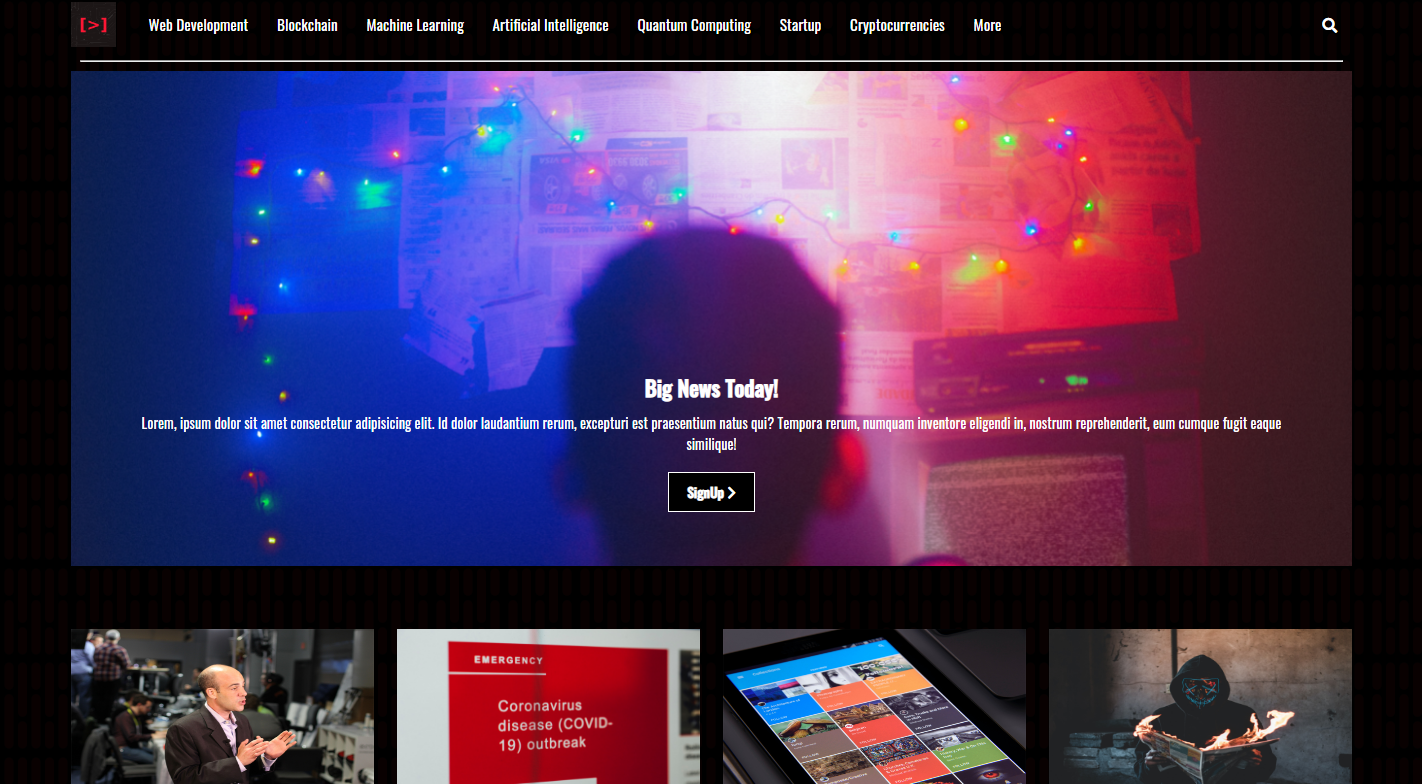 [>]
Web Development Blockchain Machine Learning Artificial Intelligence Quantum Computing Startup Cryptocurrencies More
Big News Today!
Lorem, ipsum dolor sit amet consectetur adipisicing elit. Id dolor laudantium rerum, excepturi est praesentium natus qui? Tempora rerum, numquam inventore eligendi in, nostrum reprehenderit, eum cumque fugit eaque
similique!
SignUp
EMERGENCY
Coronavirus
disease (COVID-
19) outbreak